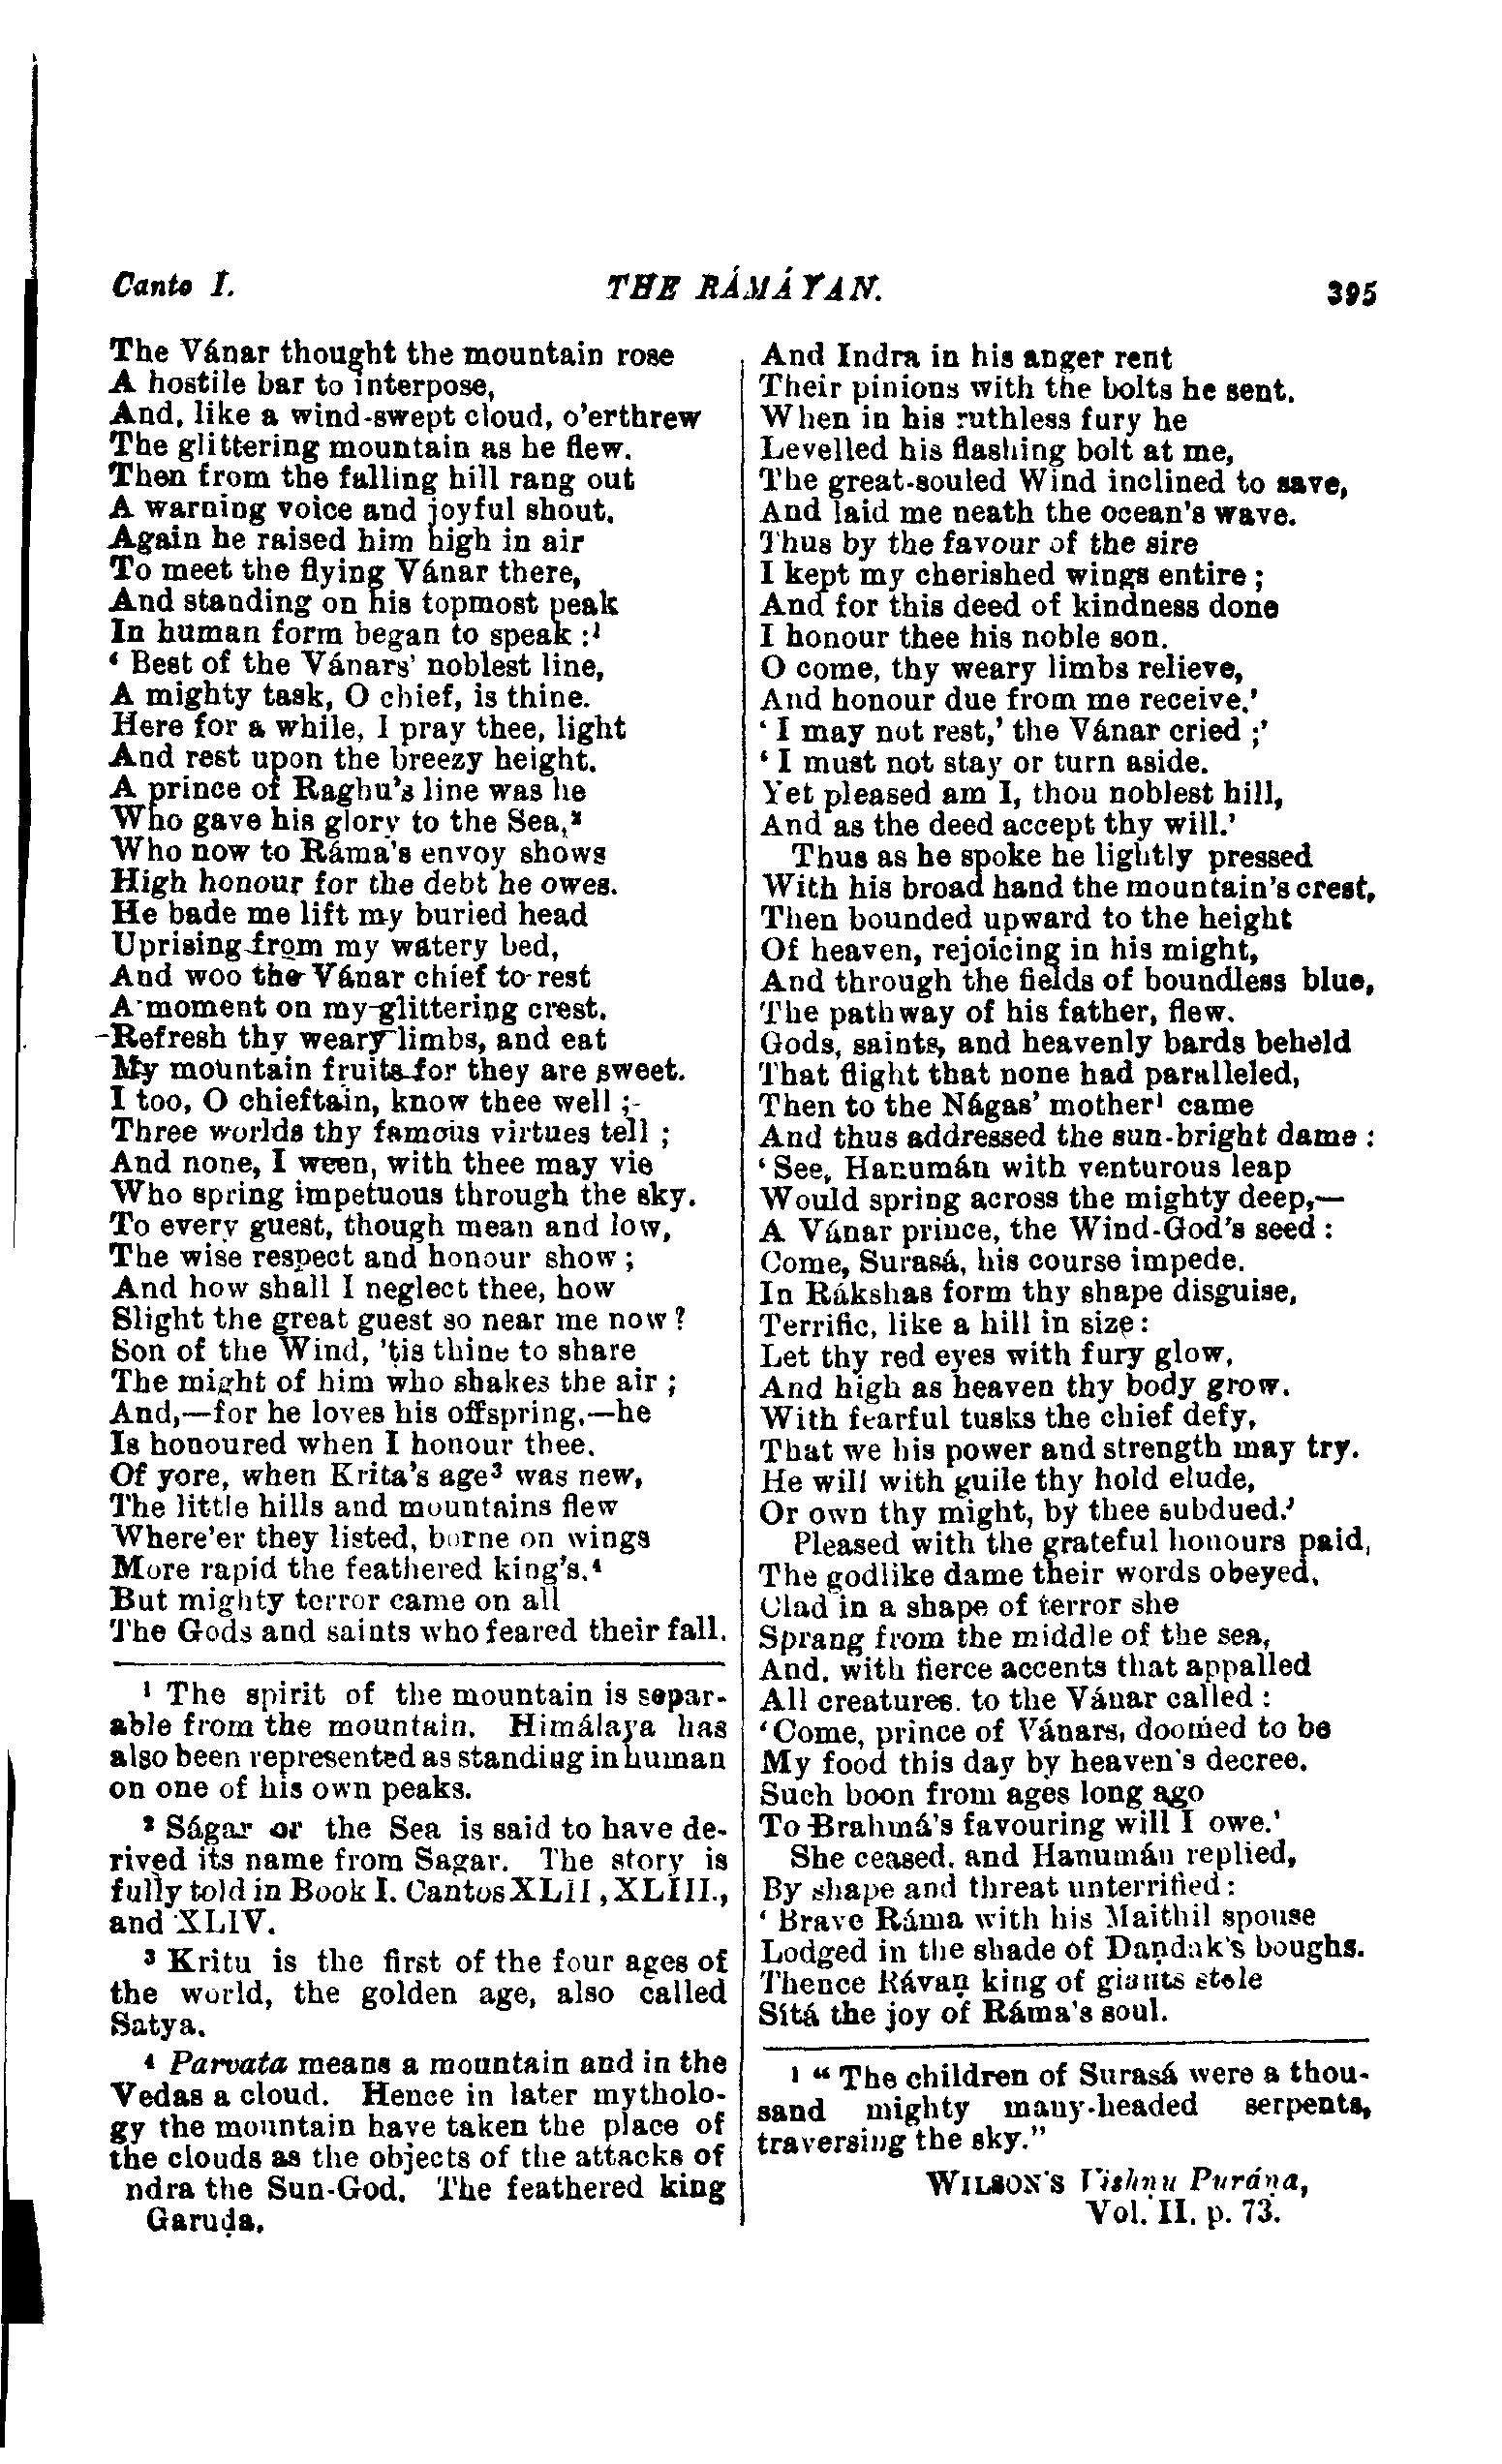 Canto I.
THE RÁMÁYAN.
395
The Vánar thought the mountain rose
A hostile bar to interpose,
And, like a wind-swept cloud, o'erthrew
The glittering mountain as he flew.
Then from the falling hill rang out
A warning voice and joyful shout.
Again he raised him high in air
To meet the flying Vánar there,
And standing on his topmost peak
In human form began to speak :¹
‘ Best of the Vánars' noblest line,
A mighty task, O chief, is thine.
Here for a while, I pray thee, light
And rest upon the breezy height.
A prince of Raghu's line was he
Who gave his glory to the Sea,²
Who now to Ráma's envoy shows
High honour for the debt he owes.
He bade me lift my buried head
Uprising from my watery bed,
And woo the Vánar chief to rest
A moment on my glittering crest.
Refresh thy weary limbs, and eat
My mountain fruits for they are sweet.
I too, O chieftain, know thee well ;
Three worlds thy famous virtues tell ;
And none, I ween, with thee may vie
Who spring impetuous through the sky.
To every guest, though mean and low,
The wise respect and honour show ;
And how shall I neglect thee, how
Slight the great guest so near me now ?
Son of the Wind, 'tis thine to share
The might of him who shakes the air ;
And,—for he loves his offspring,—he
Is honoured when I honour thee.
Of yore, when Krita's age³ was new,
The little hills and mountains flew
Where'er they listed, borne on wings
More rapid the feathered king's.⁴
But mighty terror came on all
The Gods and saints who feared their fall.
¹ The spirit of the mountain is separ-
able from the mountain. Himálaya has
also been represented as standing in human
on one of his own peaks.
² Ságar or the Sea is said to have de-
rived its name from Sagar. The story is
fully told in Book I. Cantos XLII, XLIII.,
and XLIV.
³ Kritu is the first of the four ages of
the world, the golden age, also called
Satya.
⁴ Parvata means a mountain and in the
Vedas a cloud. Hence in later mytholo-
gy the mountain have taken the place of
the clouds as the objects of the attacks of
ndra the Sun-God. The feathered king
Garuḍa.
And Indra in his anger rent
Their pinions with the bolts he sent.
When in his ruthless fury he
Levelled his flashing bolt at me,
The great-souled Wind inclined to save,
And laid me neath the ocean's wave.
Thus by the favour of the sire
I kept my cherished wings entire ;
And for this deed of kindness done
I honour thee his noble son.
O come, thy weary limbs relieve,
And honour due from me receive.'
‘ I may not rest,' the Vánar cried ;'
‘ I must not stay or turn aside.
Yet pleased am I, thou noblest hill,
And as the deed accept thy will.'
Thus as he spoke he lightly pressed
With his broad hand the mountain's crest,
Then bounded upward to the height
Of heaven, rejoicing in his might,
And through the fields of boundless blue,
The pathway of his father, flew.
Gods, saints, and heavenly bards beheld
That flight that none had paralleled,
Then to the Nágas' mother¹ came
And thus addressed the sun-bright dame :
‘ See, Hanumán with venturous leap
Would spring across the mighty deep,—
A Vánar prince, the Wind-God's seed :
Come, Surasá, his course impede.
In Rákshas form thy shape disguise,
Terrific, like a hill in size :
Let thy red eyes with fury glow,
And high as heaven thy body grow.
With fearful tusks the chief defy,
That we his power and strength may try.
He will with guile thy hold elude,
Or own thy might, by thee subdued.'
Pleased with the grateful honours paid,
The godlike dame their words obeyed,
Clad in a shape of terror she
Sprang from the middle of the sea,
And, with fierce accents that appalled
All creatures, to the Vánar called :
‘Come, prince of Vánars, doomed to be
My food this day by heaven's decree.
Such boon from ages long ago
To Brahmá's favouring will I owe.'
She ceased, and Hanumán replied,
By shape and threat unterrified :
‘ Brave Ráma with his Maithil spouse
Lodged in the shade of Daṇḍak's boughs.
Thence Rávaṇ king of giants stole
Sítá the joy of Ráma's soul.
¹ “ The children of Surasá were a thou-
sand mighty many-headed serpents,
traversing the sky.”
WILSON'S Vishṇu Puráṇa,
Vol. II. p. 73.